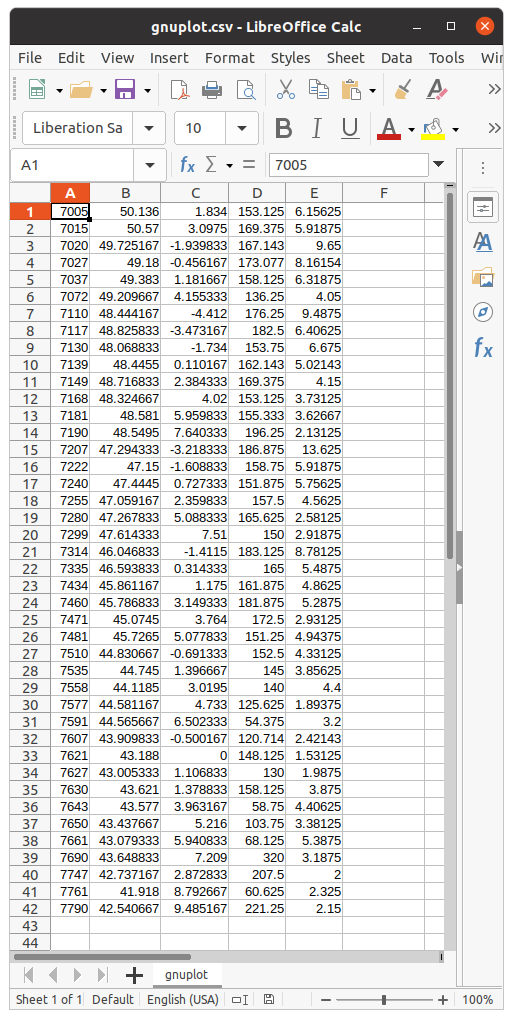 gnuplot.csv - LibreOffice Calc
File Edit View Insert Format Styles Sheet Data Tools Wi
Liberation Sa 10 B I U A
A1 fx Σ = 7005
A B C D E F
1 7005 50.136 1.834 153.125 6.15625
2 7015 50.57 3.0975 169.375 5.91875
3 7020 49.725167 -1.939833 167.143 9.65
4 7027 49.18 -0.456167 173.077 8.16154
5 7037 49.383 1.181667 158.125 6.31875
6 7072 49.209667 4.155333 136.25 4.05
7 7110 48.444167 -4.412 176.25 9.4875
8 7117 48.825833 -3.473167 182.5 6.40625
9 7130 48.068833 -1.734 153.75 6.675
10 7139 48.4455 0.110167 162.143 5.02143
11 7149 48.716833 2.384333 169.375 4.15
12 7168 48.324667 4.02 153.125 3.73125
13 7181 48.581 5.959833 155.333 3.62667
14 7190 48.5495 7.640333 196.25 2.13125
15 7207 47.294333 -3.218333 186.875 13.625
16 7222 47.15 -1.608833 158.75 5.91875
17 7240 47.4445 0.727333 151.875 5.75625
18 7255 47.059167 2.359833 157.5 4.5625
19 7280 47.267833 5.088333 165.625 2.58125
20 7299 47.614333 7.51 150 2.91875
21 7314 46.046833 -1.4115 183.125 8.78125
22 7335 46.593833 0.314333 165 5.4875
23 7434 45.861167 1.175 161.875 4.8625
24 7460 45.786833 3.149333 181.875 5.2875
25 7471 45.0745 3.764 172.5 2.93125
26 7481 45.7265 5.077833 151.25 4.94375
27 7510 44.830667 -0.691333 152.5 4.33125
28 7535 44.745 1.396667 145 3.85625
29 7558 44.1185 3.0195 140 4.4
30 7577 44.581167 4.733 125.625 1.89375
31 7591 44.565667 6.502333 54.375 3.2
32 7607 43.909833 -0.500167 120.714 2.42143
33 7621 43.188 0 148.125 1.53125
34 7627 43.005333 1.106833 130 1.9875
35 7630 43.621 1.378833 158.125 3.875
36 7643 43.577 3.963167 58.75 4.40625
37 7650 43.437667 5.216 103.75 3.38125
38 7661 43.079333 5.940833 68.125 5.3875
39 7690 43.648833 7.209 320 3.1875
40 7747 42.737167 2.872833 207.5 2
41 7761 41.918 8.792667 60.625 2.325
42 7790 42.540667 9.485167 221.25 2.15
43
44
gnuplot
Sheet 1 of 1 Default English (USA) 100%